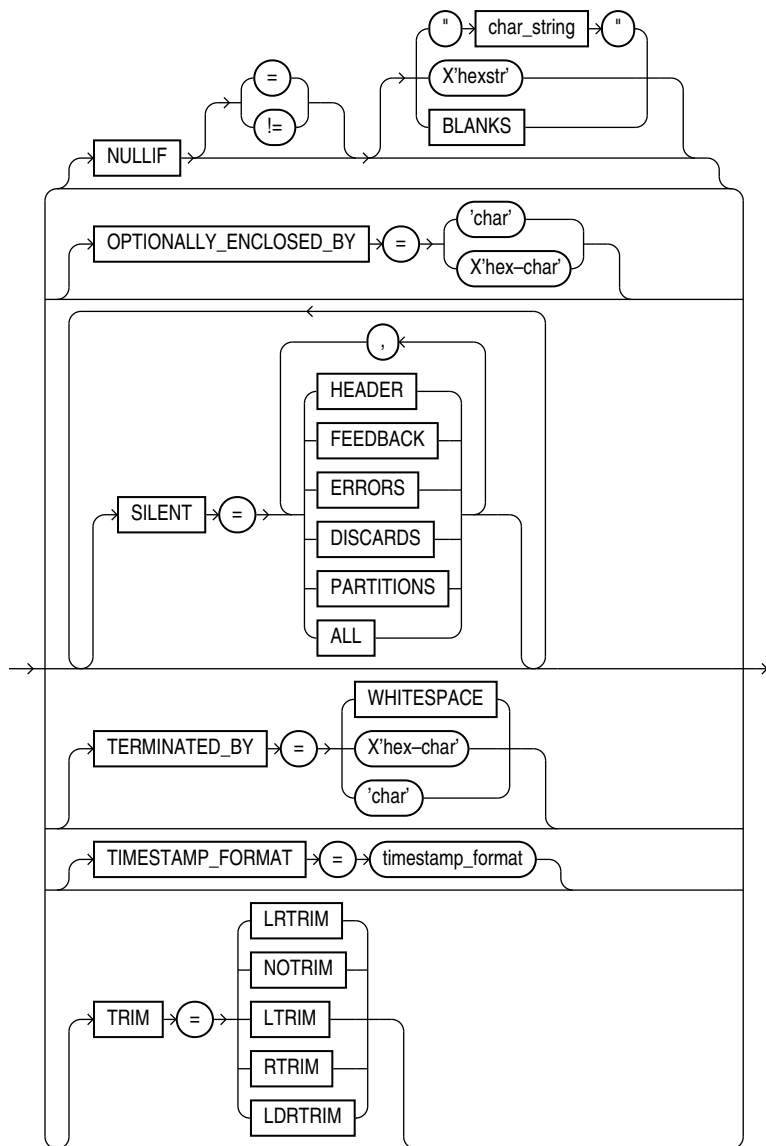 " char_string "
=
X'hexstr'
!=
BLANKS
NULLIF
'char'
OPTIONALLY_ENCLOSED_BY =
X'hex–char'
,
HEADER
FEEDBACK
ERRORS
SILENT =
DISCARDS
PARTITIONS
ALL
WHITESPACE
TERMINATED_BY = X'hex–char'
'char'
TIMESTAMP_FORMAT = timestamp_format
LRTRIM
NOTRIM
TRIM = LTRIM
RTRIM
LDRTRIM